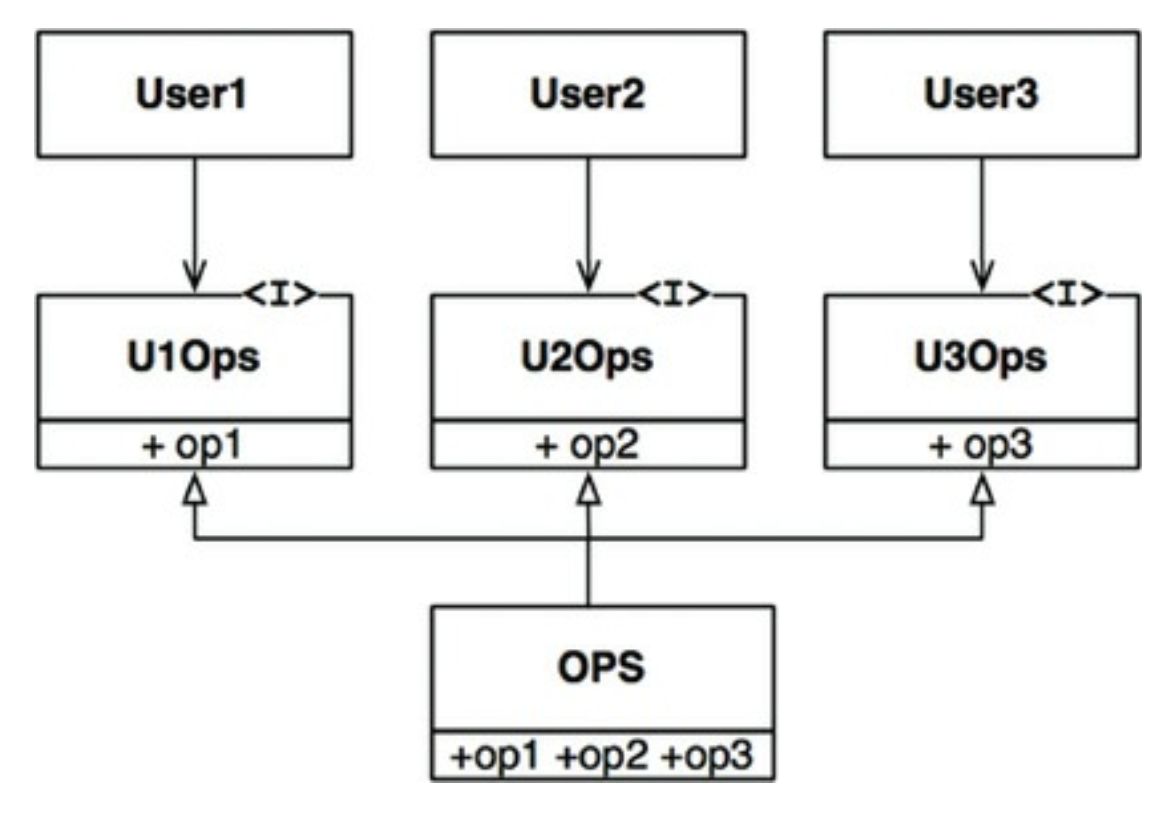 User1
User2
User3
<I>
<I>
<I>
U1Ops
U2Ops
U3Ops
+ op1
+ op2
+ op3
OPS
+op1 +op2 +op3